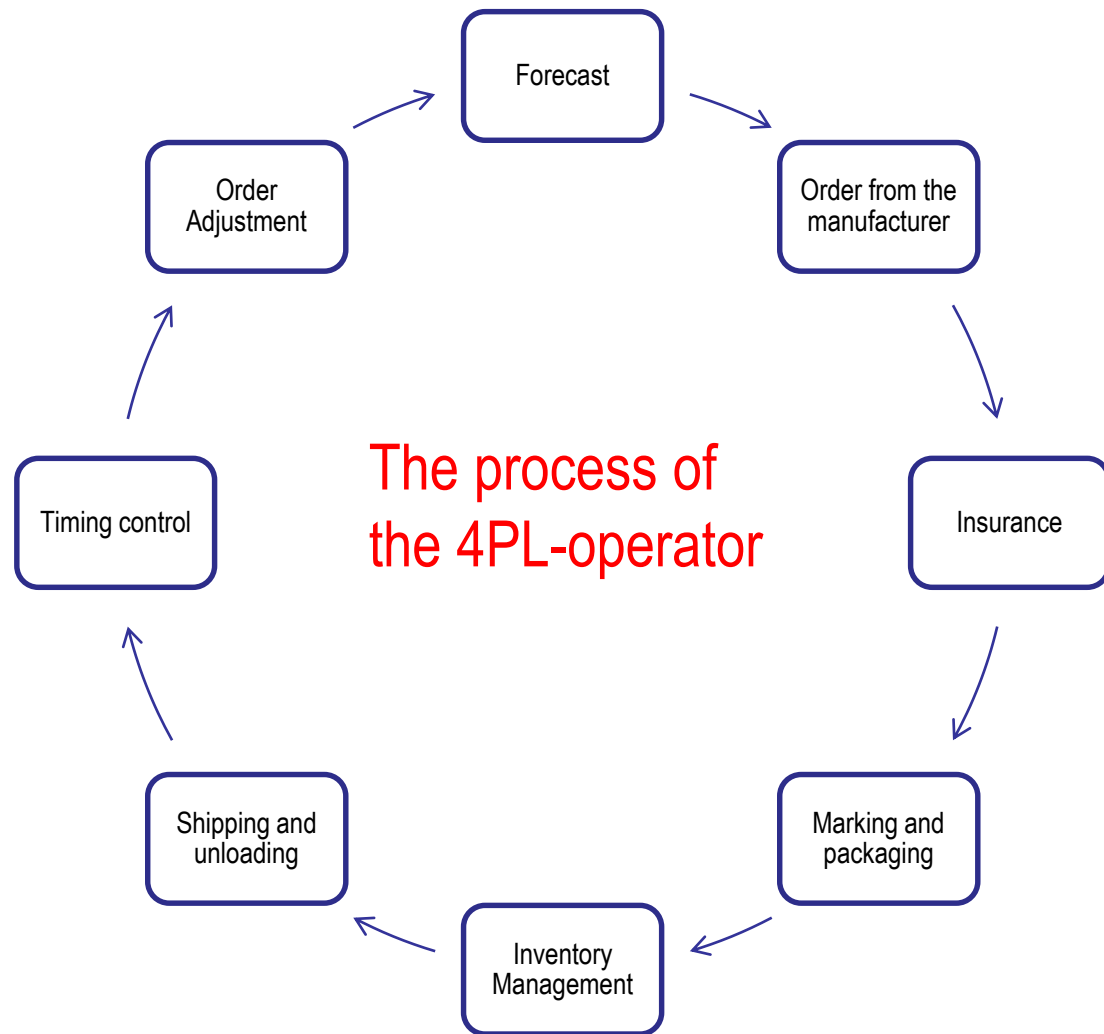 Forecast
Order from the
manufacturer
Insurance
Marking and
packaging
Inventory
Management
Shipping and
unloading
Timing control
Order
Adjustment
The process of
the 4PL-operator